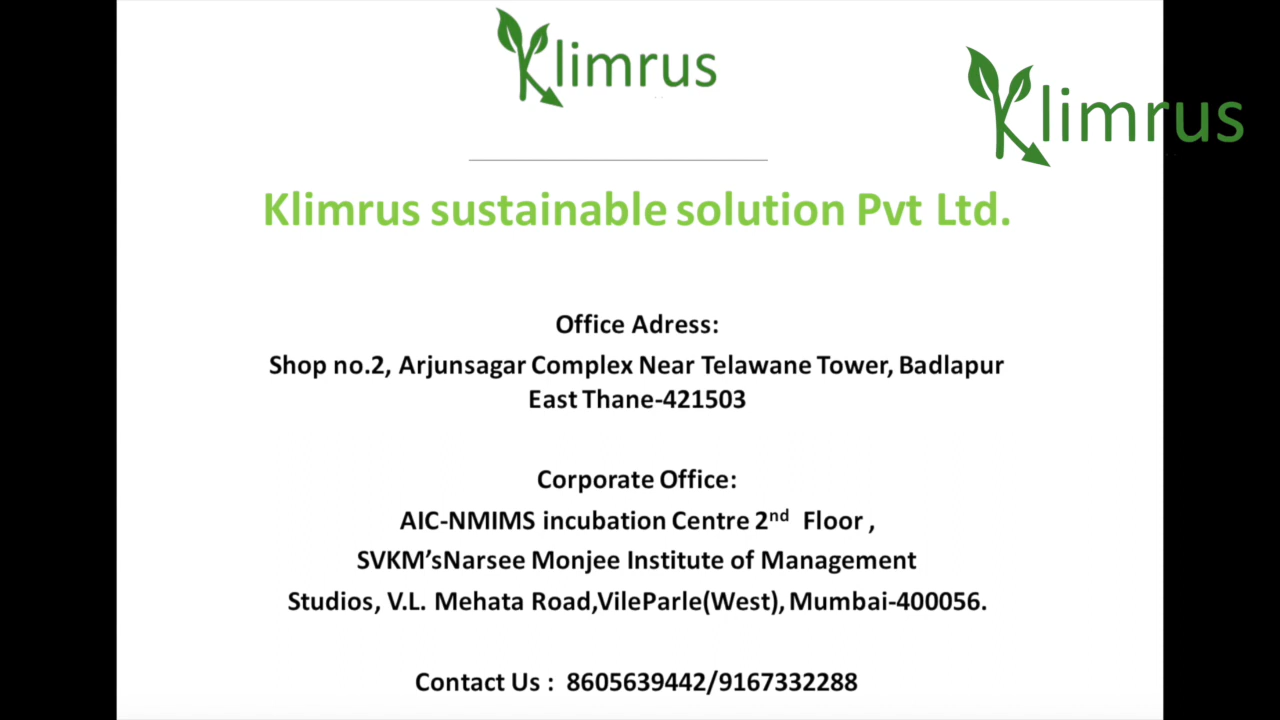 Klimrus
Klimrus
Klimrus sustainable solution Pvt Ltd.
Office Adress:
Shop no.2, Arjunsagar Complex Near Telawane Tower, Badlapur
East Thane-421503
Corporate Office:
AIC-NMIMS incubation Centre 2nd Floor ,
SVKM’sNarsee Monjee Institute of Management
Studios, V.L. Mehata Road,VileParle(West), Mumbai-400056.
Contact Us : 8605639442/9167332288